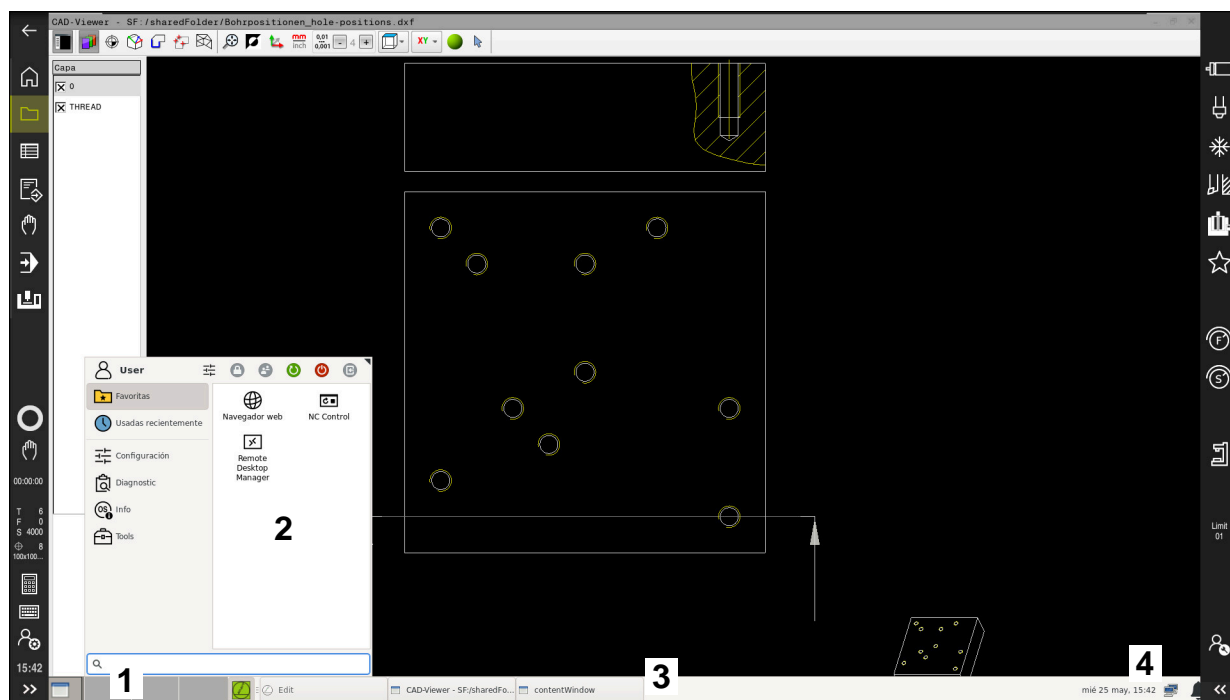 CAD-Viewer - SF:/sharedFolder/Bohrpositionen_hole-positions.dxf
mm
inch
0,01
0,001
4
XY
Capa
0
THREAD
User
Favoritas
Usadas recientemente
Configuración
Diagnostic
OS
Info
Tools
Navegador web
NC Control
Remote
Desktop
Manager
2
00:00:00
T 6
F 0
S 4000
8
100x100...
15:42
F
S
Limit
01
1
3
4
Edit
CAD-Viewer - SF:/sharedFo...
contentWindow
mié 25 may, 15:42